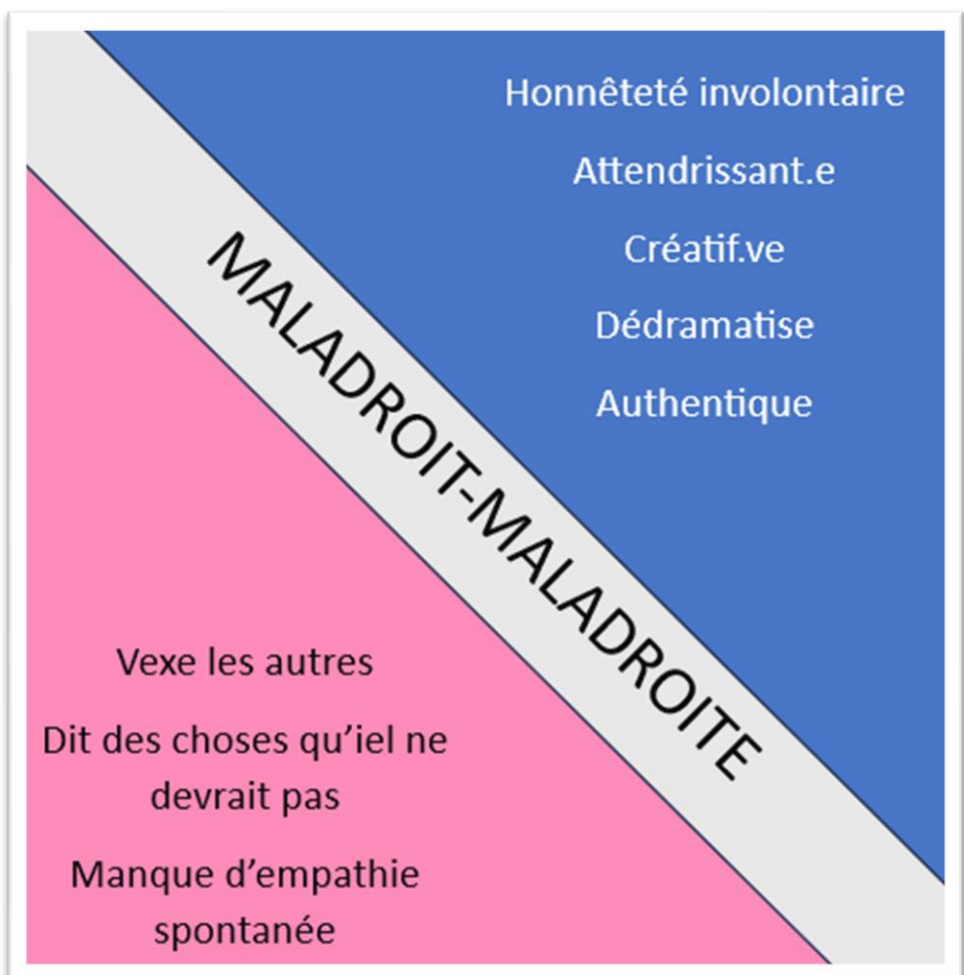 Honnêteté involontaire
Attendrissant.e
Créatif.ve
Dédramatise
Authentique
MALADROIT-MALADROITE
Vexe les autres
Dit des choses qu'iel ne
devrait pas
Manque d'empathie
spontanée